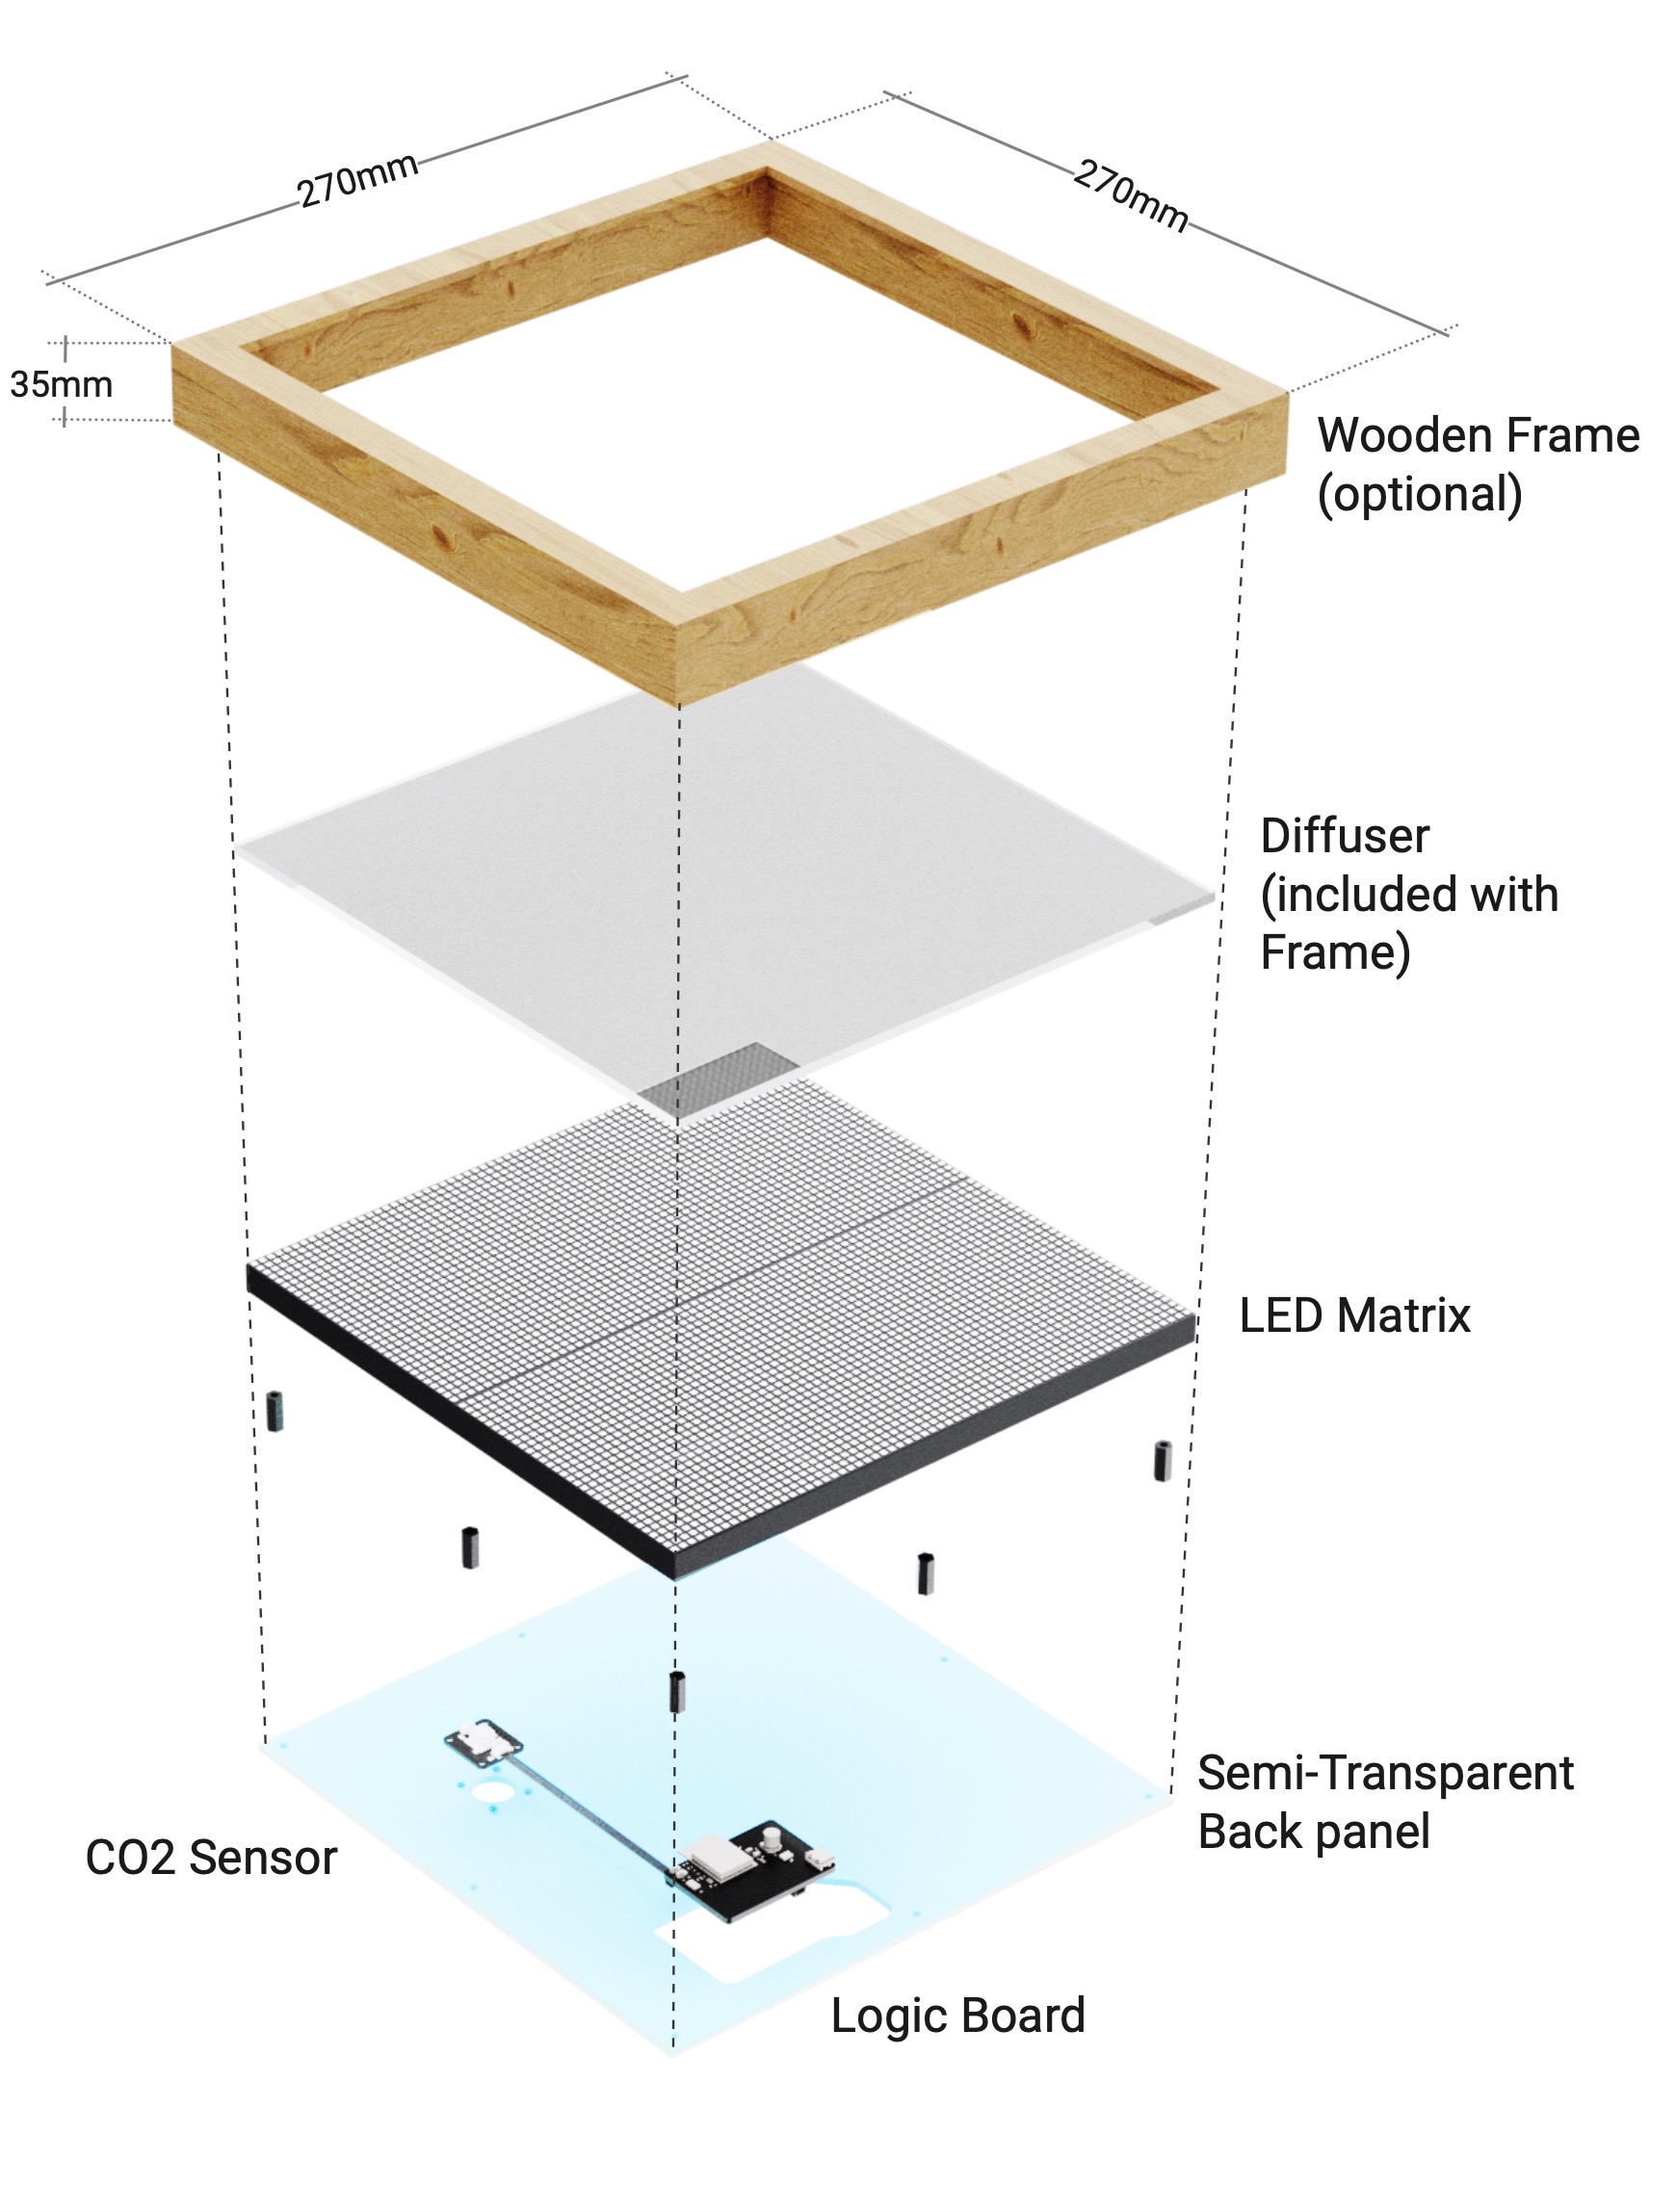 270mm
270mm
35mm
Wooden Frame
(optional)
Diffuser
(included with
Frame)
LED Matrix
Semi-Transparent
Back panel
CO2 Sensor
Logic Board